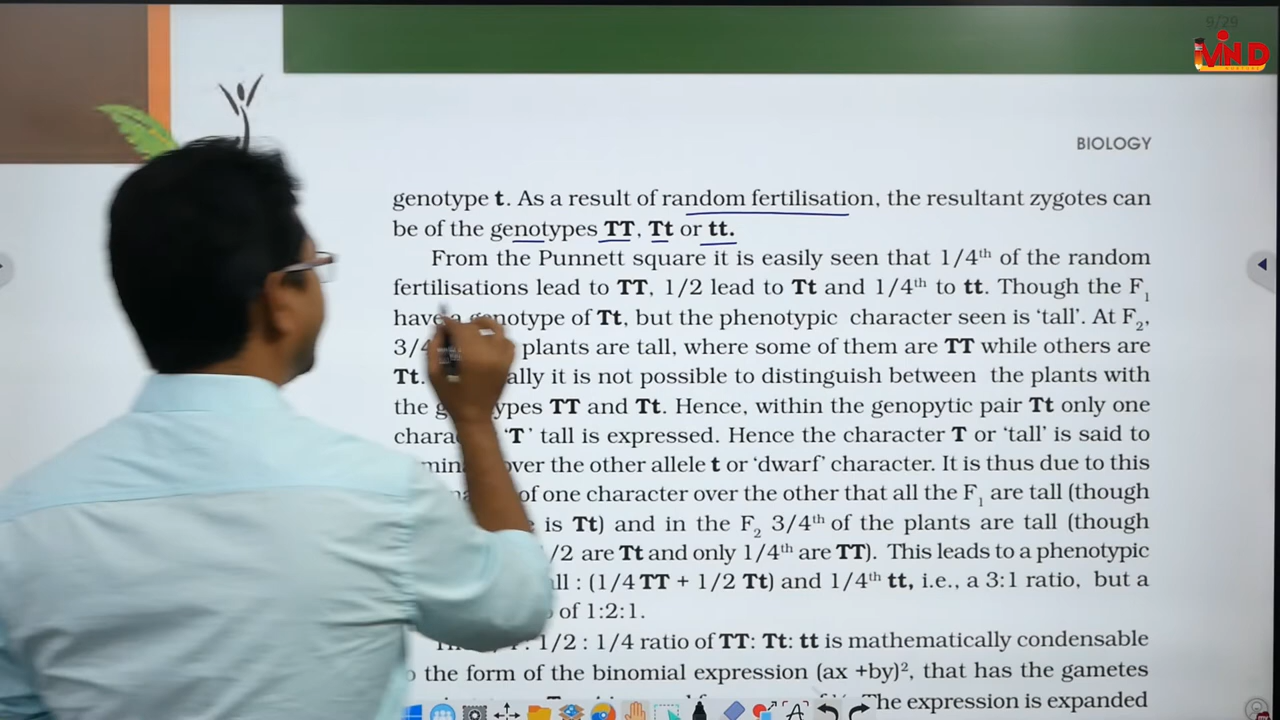 9/29
MIND
BIOLOGY
genotype t. As a result of random fertilisation, the resultant zygotes can
be of the genotypes TT, Tt or tt.
From the Punnett square it is easily seen that 1/4th of the random
fertilisations lead to TT, 1/2 lead to Tt and 1/4th to tt. Though the F1
have a genotype of Tt, but the phenotypic character seen is ‘tall’. At F2,
3/4 plants are tall, where some of them are TT while others are
Tt. ally it is not possible to distinguish between the plants with
the g ypes TT and Tt. Hence, within the genopytic pair Tt only one
charac ‘T’ tall is expressed. Hence the character T or ‘tall’ is said to
min over the other allele t or ‘dwarf’ character. It is thus due to this
of one character over the other that all the F1 are tall (though
is Tt) and in the F2 3/4th of the plants are tall (though
1/2 are Tt and only 1/4th are TT). This leads to a phenotypic
ll : (1/4 TT + 1/2 Tt) and 1/4th tt, i.e., a 3:1 ratio, but a
of 1:2:1.
: 1/2 : 1/4 ratio of TT: Tt: tt is mathematically condensable
the form of the binomial expression (ax +by)², that has the gametes
The expression is expanded